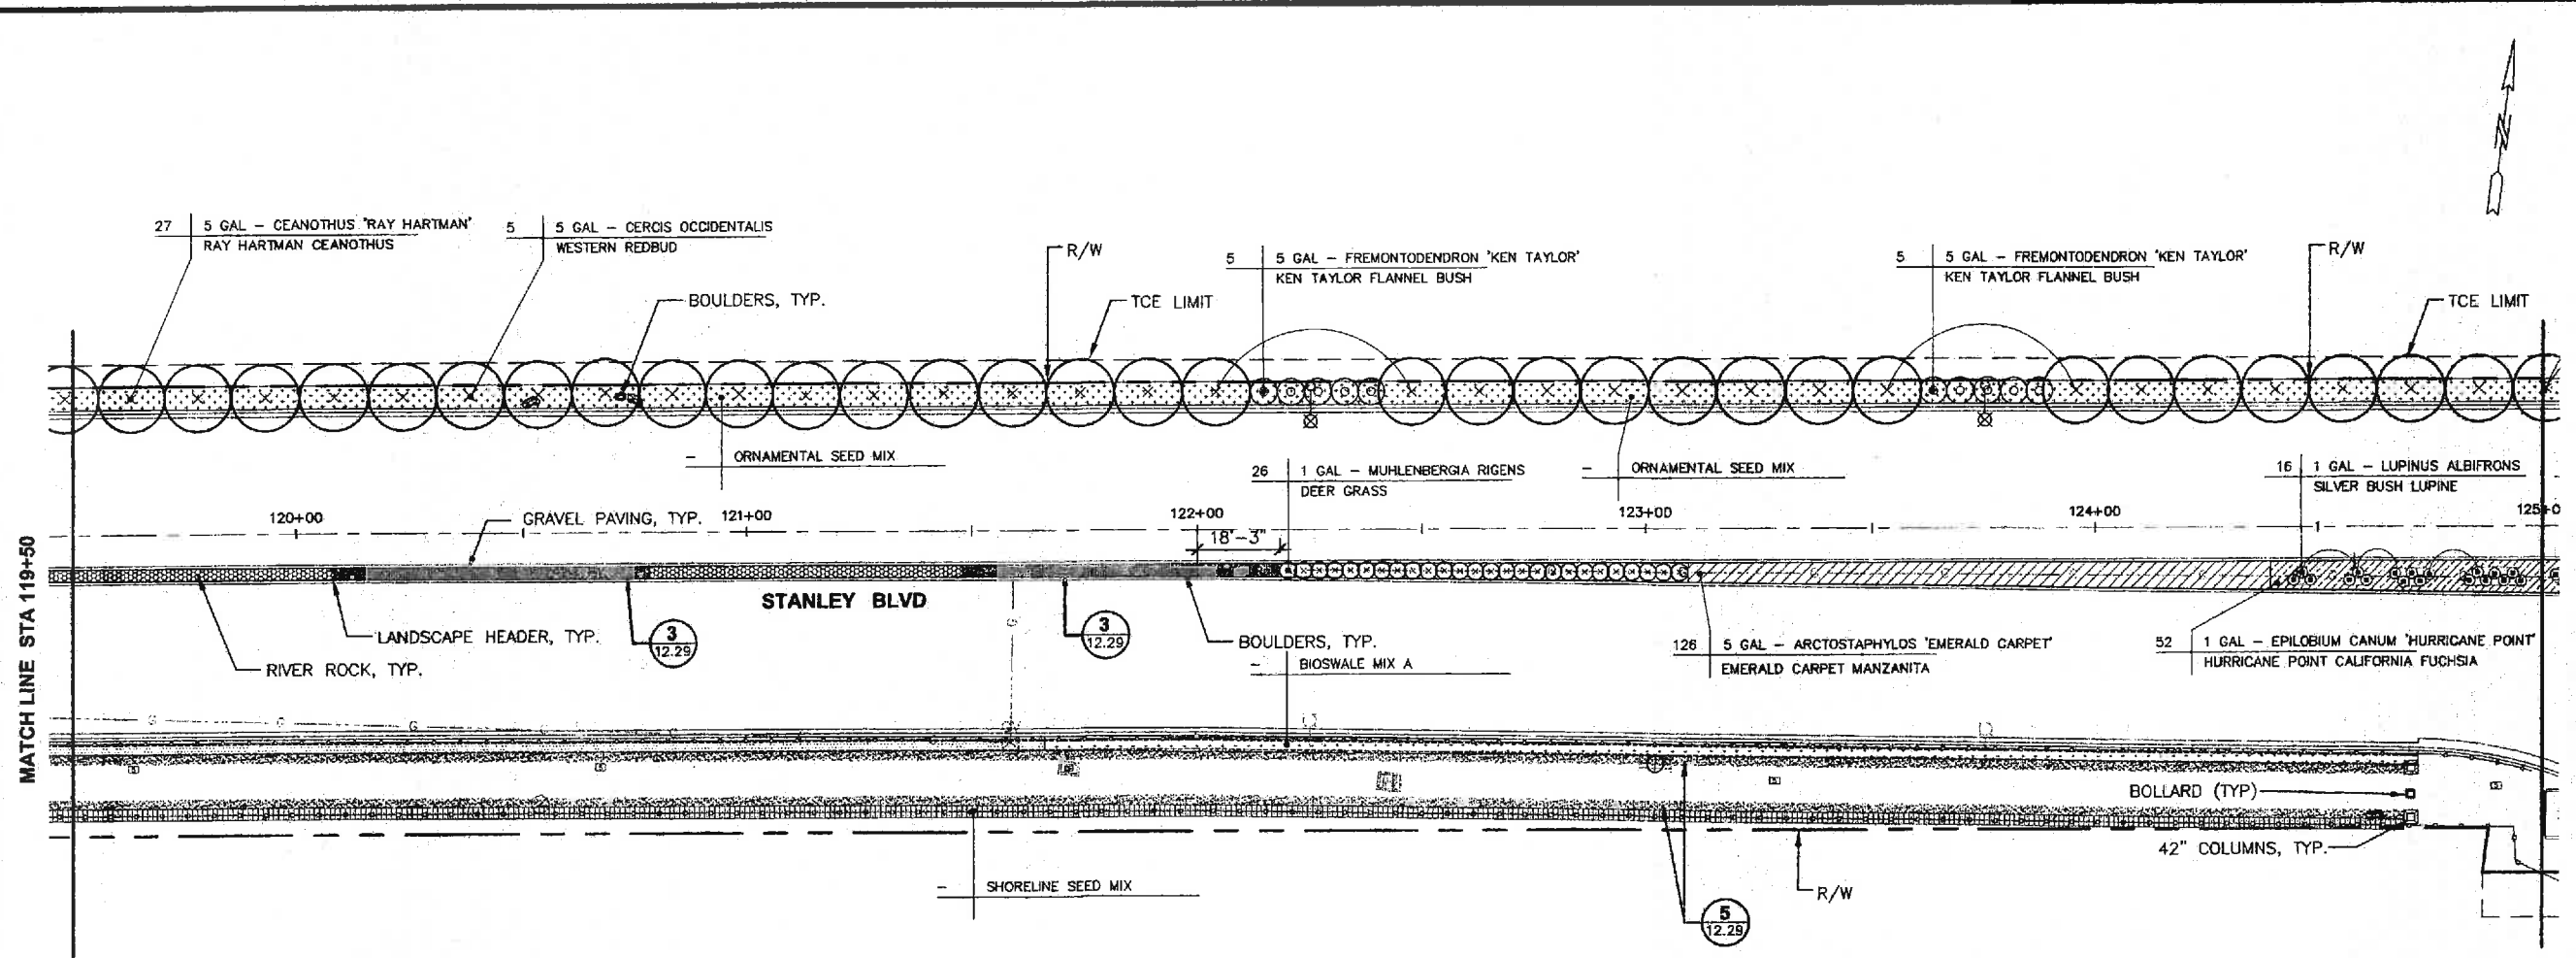 27 5 GAL – CEANOTHUS 'RAY HARTMAN'
RAY HARTMAN CEANOTHUS
5 5 GAL – CERCIS OCCIDENTALIS
WESTERN REDBUD
BOULDERS, TYP.
R/W
TCE LIMIT
5 5 GAL – FREMONTODENDRON 'KEN TAYLOR'
KEN TAYLOR FLANNEL BUSH
5 5 GAL – FREMONTODENDRON 'KEN TAYLOR'
KEN TAYLOR FLANNEL BUSH
R/W
TCE LIMIT
N
– ORNAMENTAL SEED MIX
26 1 GAL – MUHLENBERGIA RIGENS
DEER GRASS
– ORNAMENTAL SEED MIX
16 1 GAL – LUPINUS ALBIFRONS
SILVER BUSH LUPINE
120+00
GRAVEL PAVING, TYP.
121+00
122+00
123+00
124+00
125+0
18'-3"
MATCH LINE STA 119+50
STANLEY BLVD
LANDSCAPE HEADER, TYP.
RIVER ROCK, TYP.
3
12.29
3
12.29
BOULDERS, TYP.
– BIOSWALE MIX A
126 5 GAL – ARCTOSTAPHYLOS 'EMERALD CARPET'
EMERALD CARPET MANZANITA
52 1 GAL – EPILOBIUM CANUM 'HURRICANE POINT'
HURRICANE POINT CALIFORNIA FUCHSIA
G
G
G
G
BOLLARD (TYP)
42" COLUMNS, TYP.
– SHORELINE SEED MIX
R/W
5
12.29